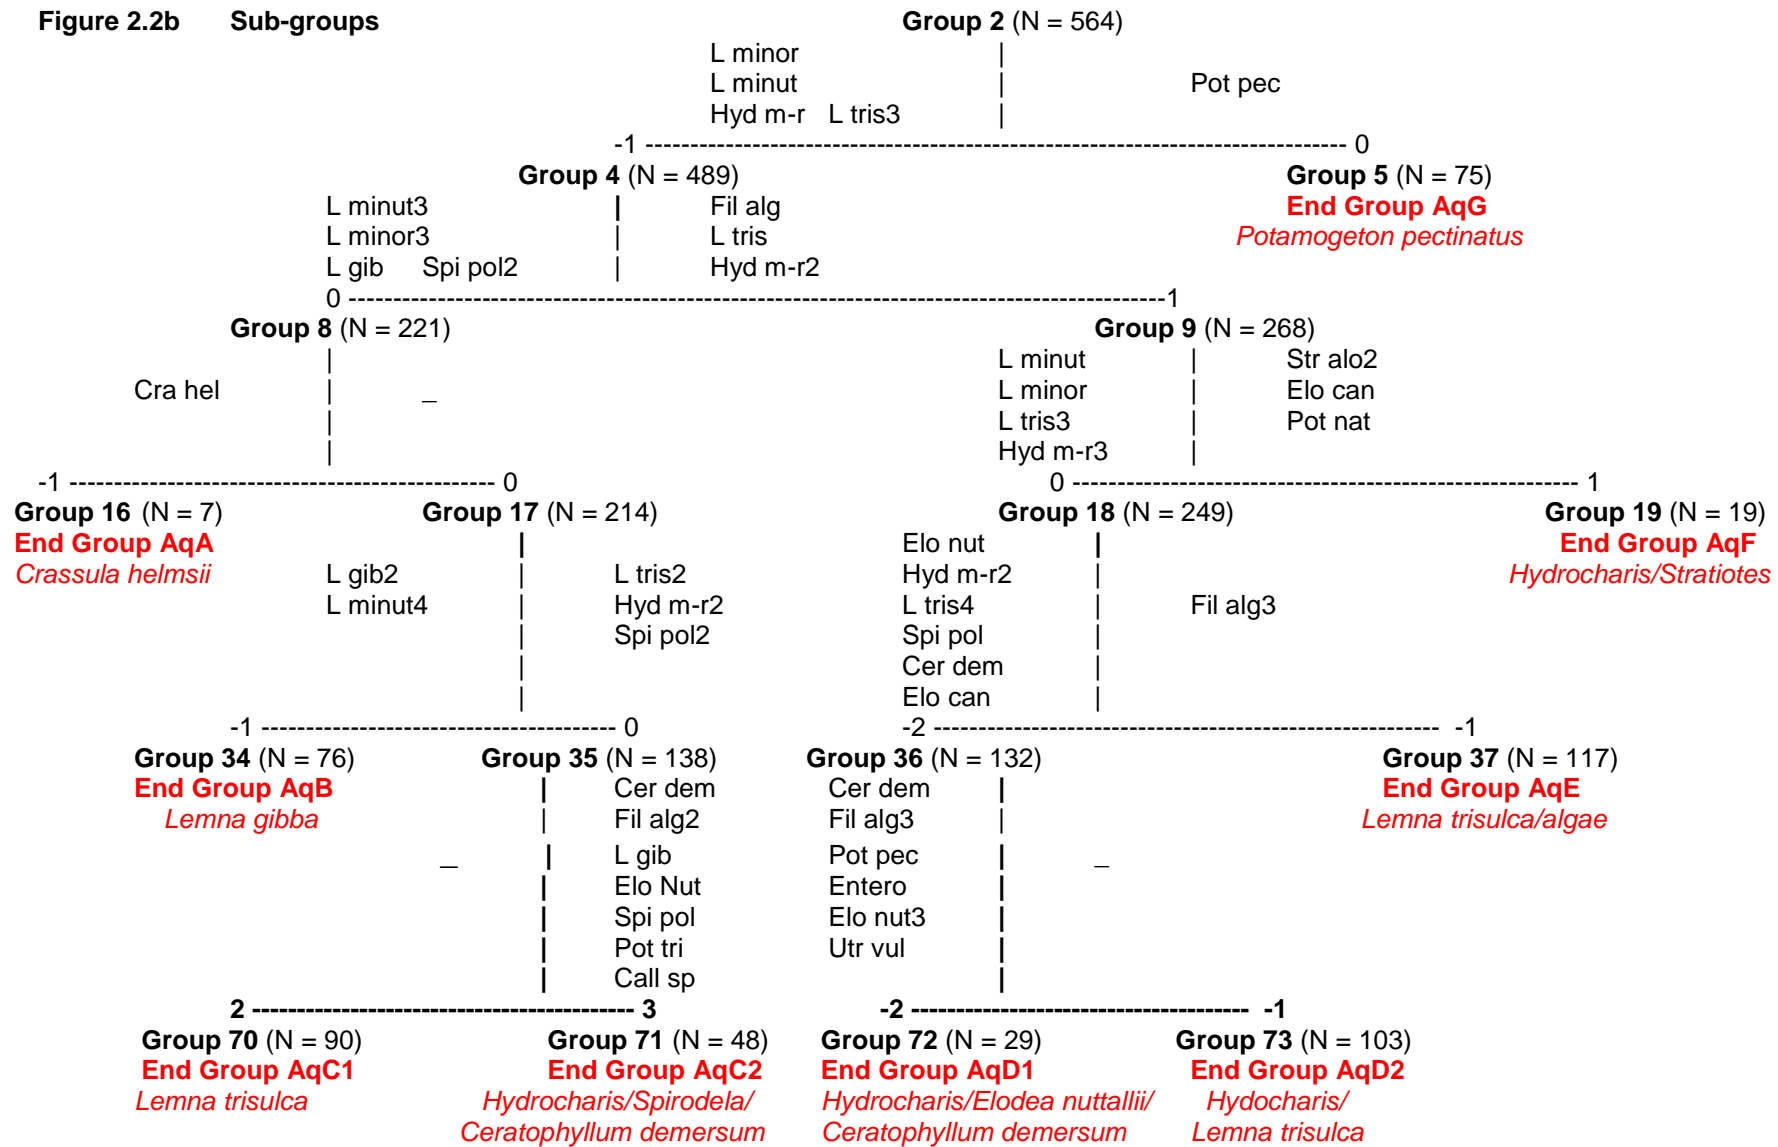 Figure 2.2b Sub-groups Group 2 (N = 564)
L minor |
L minut | Pot pec
Hyd m-r L tris3 |
-1 ------------------------------------------------------------------------------ 0
Group 4 (N = 489) Group 5 (N = 75)
L minut3 | Fil alg End Group AqG
L minor3 | L tris Potamogeton pectinatus
L gib Spi pol2 | Hyd m-r2
0 -------------------------------------------------------------------------------------------1
Group 8 (N = 221) Group 9 (N = 268)
| L minut | Str alo2
Cra hel | _ L minor | Elo can
| L tris3 | Pot nat
| Hyd m-r3 |
-1 ----------------------------------------------- 0 0 -------------------------------------------------------- 1
Group 16 (N = 7) Group 17 (N = 214) Group 18 (N = 249) Group 19 (N = 19)
End Group AqA | Elo nut | End Group AqF
Crassula helmsii L gib2 | L tris2 Hyd m-r2 | Hydrocharis/Stratiotes
L minut4 | Hyd m-r2 L tris4 | Fil alg3
| Spi pol2 Spi pol |
| Cer dem |
| Elo can |
-1 --------------------------------------- 0 -2 ---------------------------------------------------------- -1
Group 34 (N = 76) Group 35 (N = 138) Group 36 (N = 132) Group 37 (N = 117)
End Group AqB | Cer dem Cer dem | End Group AqE
Lemna gibba | Fil alg2 Fil alg3 | Lemna trisulca/algae
_ | L gib Pot pec | _
| Elo Nut Entero |
| Spi pol Elo nut3 |
| Pot tri Utr vul |
| Call sp |
2 ------------------------------------------ 3 -2 ------------------------------------- -1
Group 70 (N = 90) Group 71 (N = 48) Group 72 (N = 29) Group 73 (N = 103)
End Group AqC1 End Group AqC2 End Group AqD1 End Group AqD2
Lemna trisulca Hydrocharis/Spirodela/ Hydrocharis/Elodea nuttallii/ Hydocharis/
Ceratophyllum demersum Ceratophyllum demersum Lemna trisulca